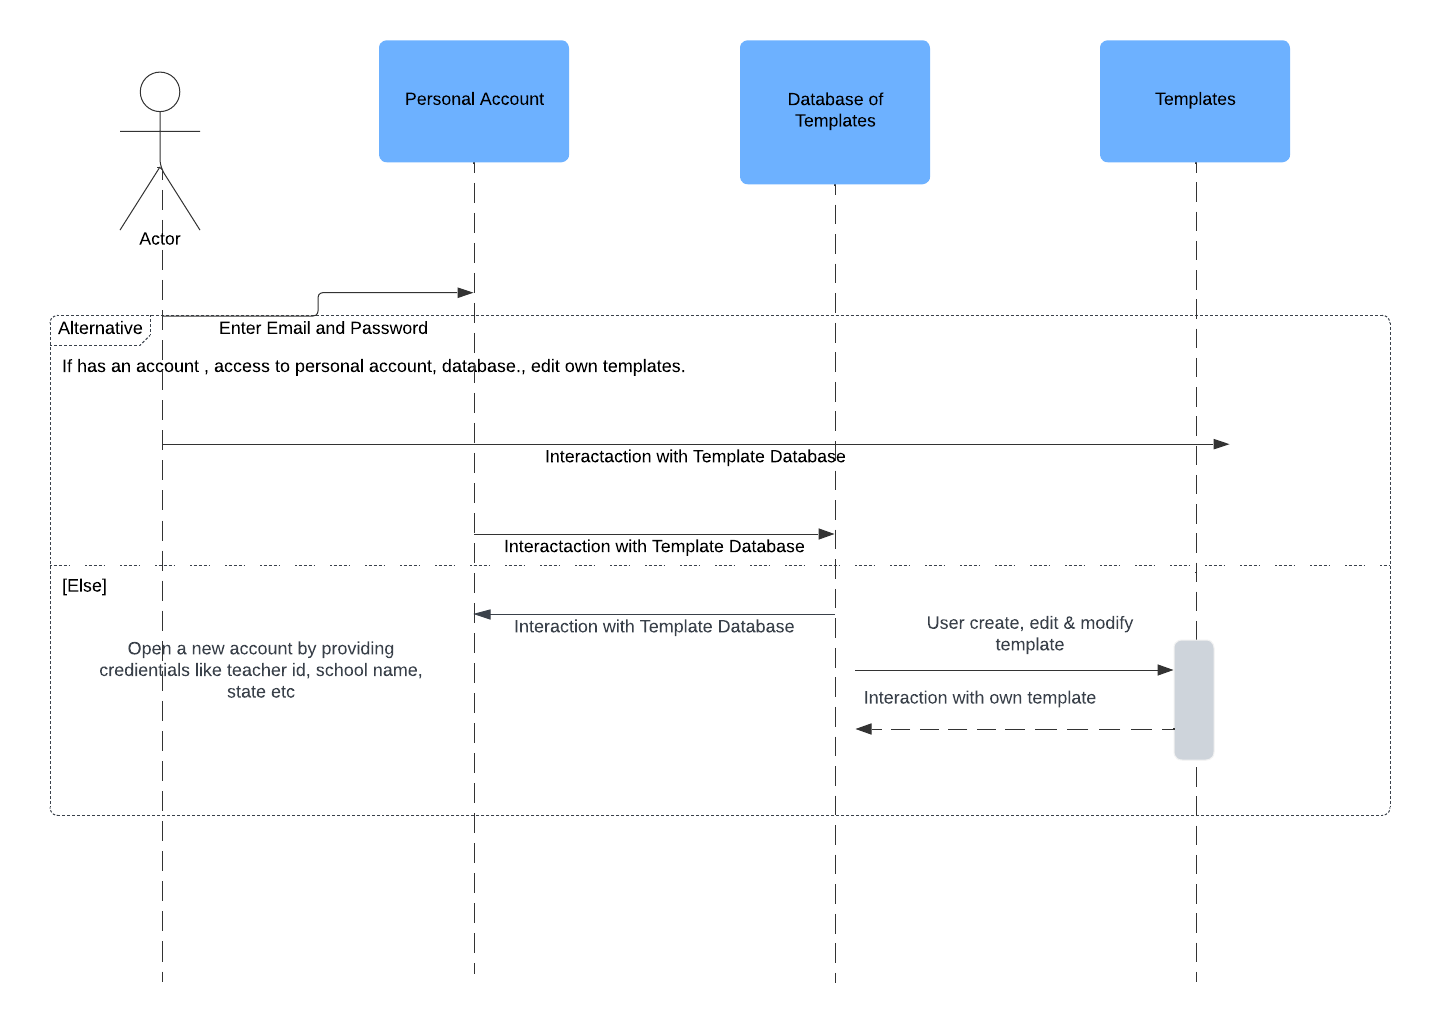 Personal Account
Database of
Templates
Templates
Actor
Alternative
Enter Email and Password
If has an account , access to personal account, database., edit own templates.
Interactaction with Template Database
Interactaction with Template Database
[Else]
Interaction with Template Database
User create, edit & modify
template
Open a new account by providing
credentials like teacher id, school name,
state etc
Interaction with own template